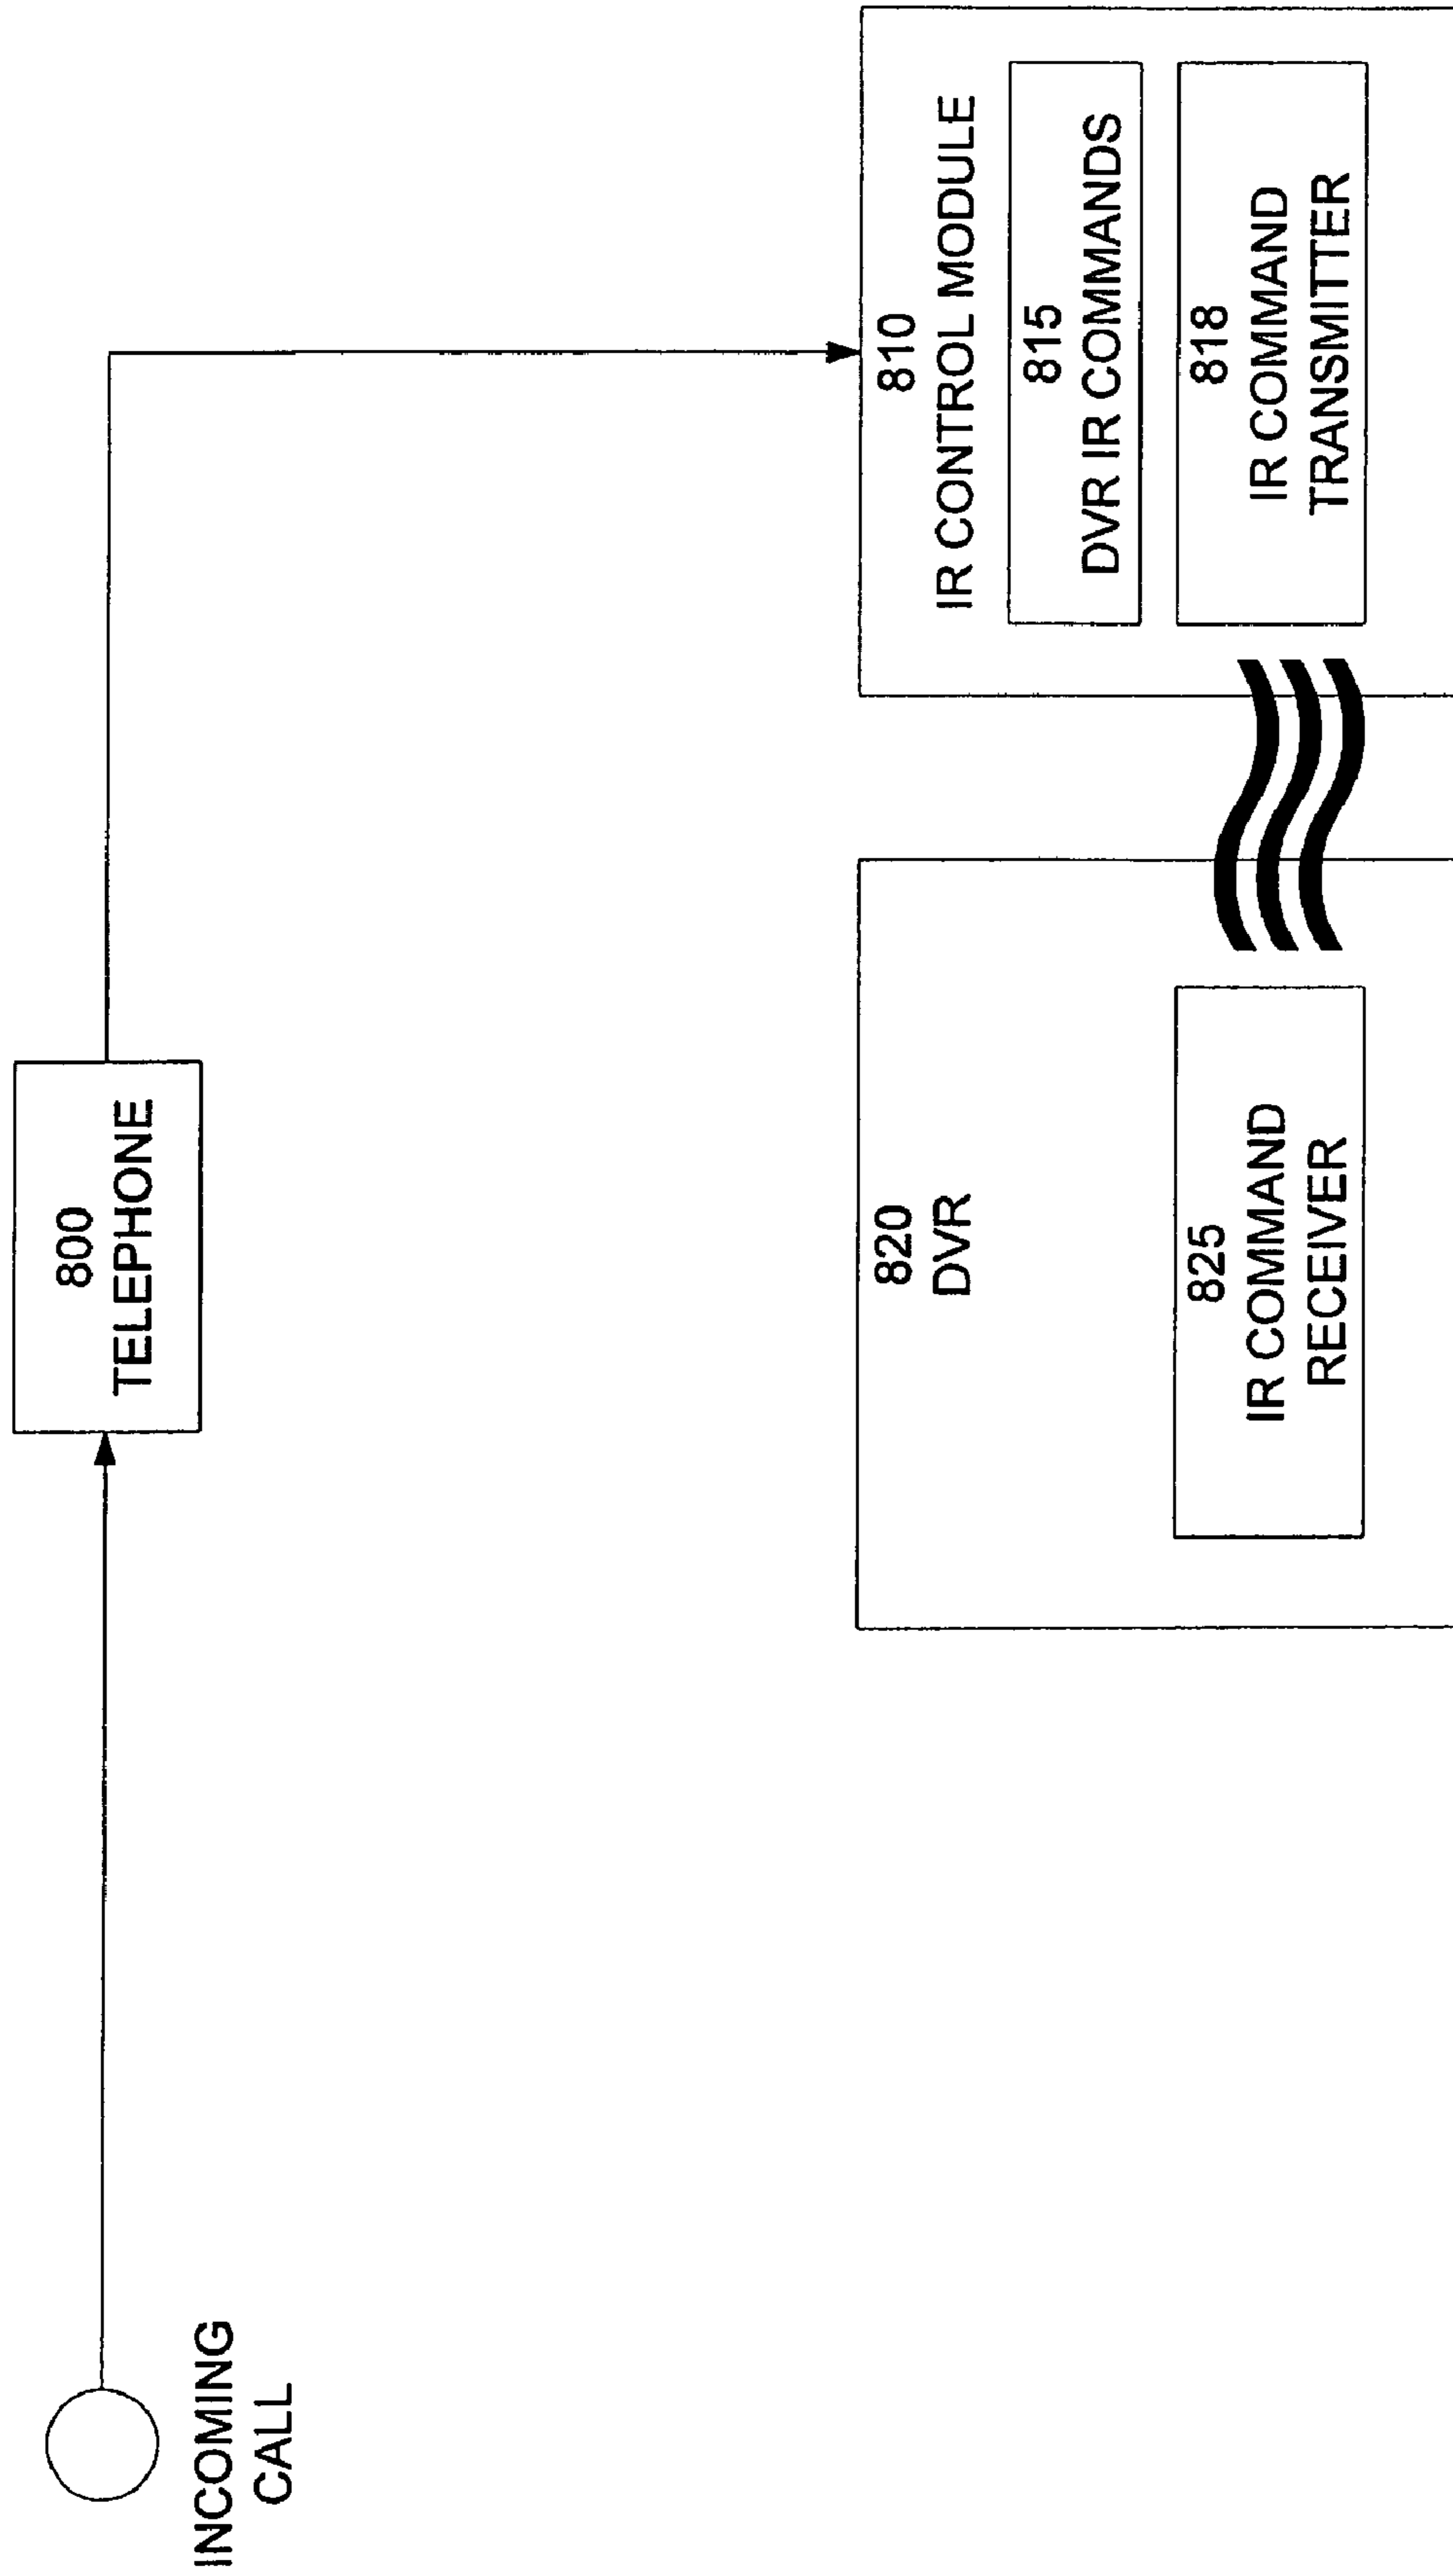 INCOMING
CALL
800
TELEPHONE
820
DVR
825
IR COMMAND
RECEIVER
810
IR CONTROL MODULE
815
DVR IR COMMANDS
818
IR COMMAND
TRANSMITTER